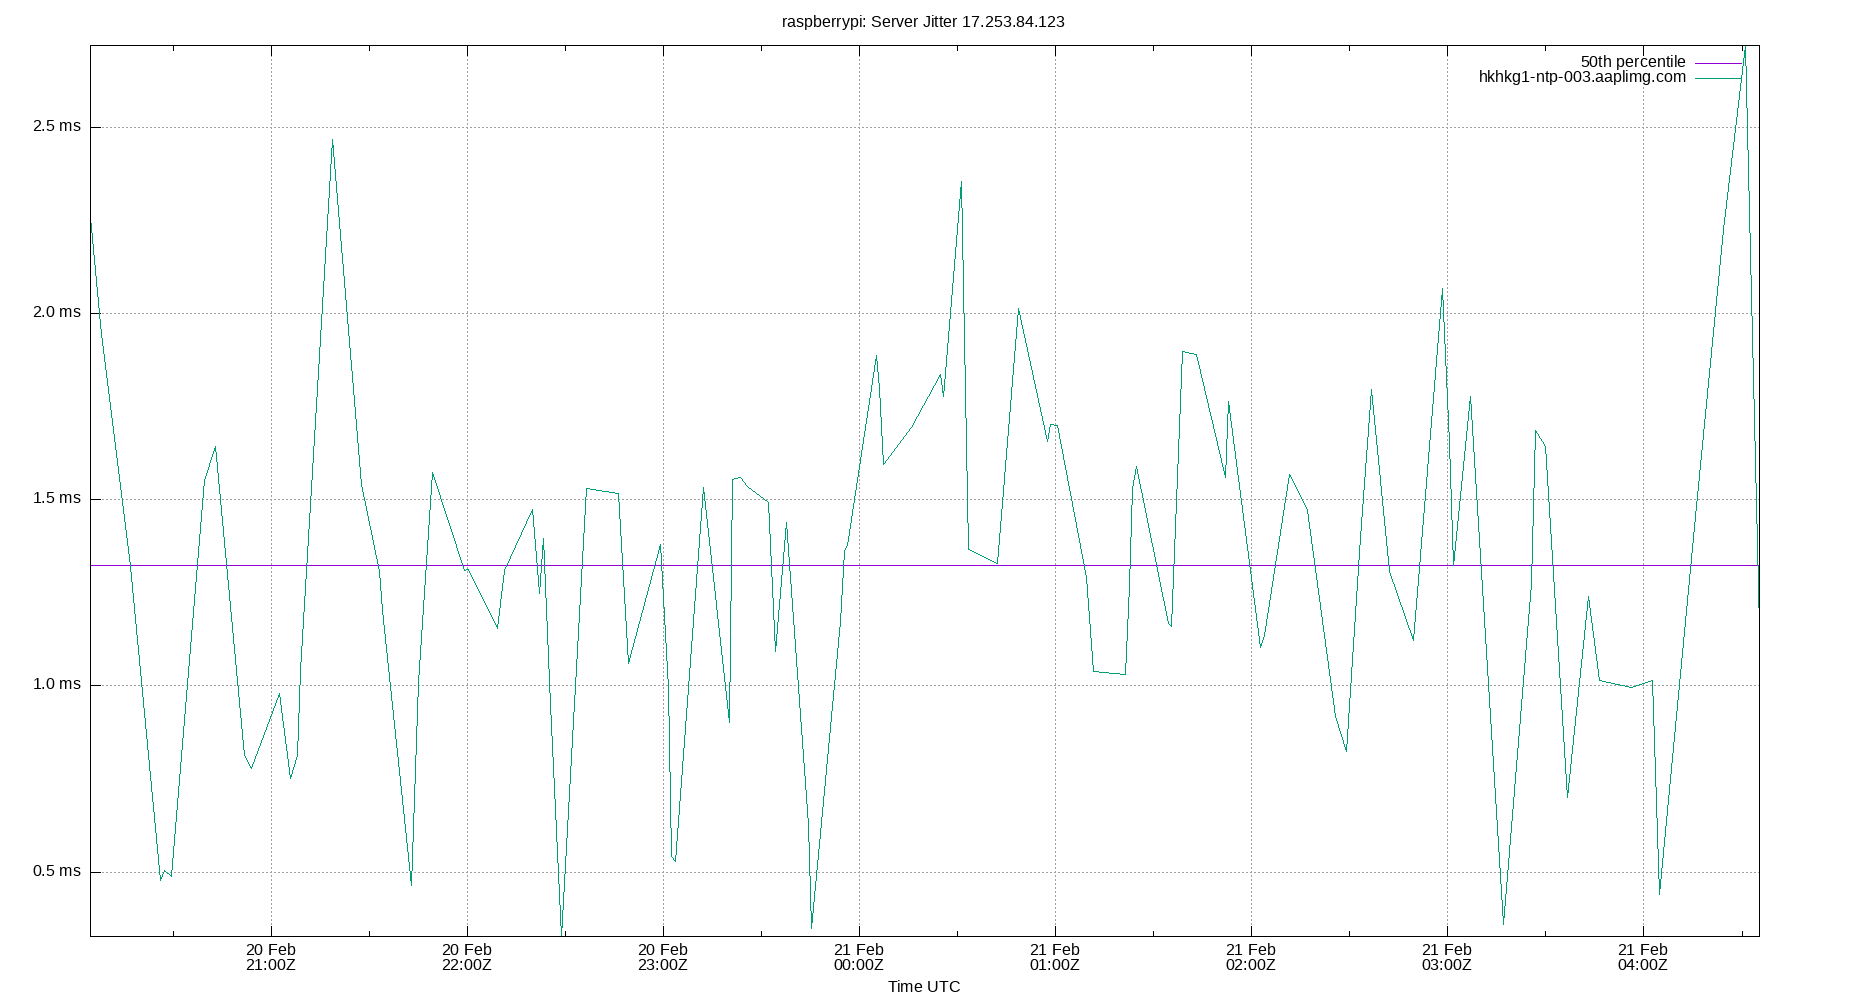 raspberrypi: Server Jitter 17.253.84.123
50th percentile
hkhkg1-ntp-003.aaplimg.com
2.5 ms
2.0 ms
1.5 ms
1.0 ms
0.5 ms
20 Feb 20 Feb 20 Feb 21 Feb 21 Feb 21 Feb 21 Feb 21 Feb
21:00Z 22:00Z 23:00Z 00:00Z 01:00Z 02:00Z 03:00Z 04:00Z
Time UTC